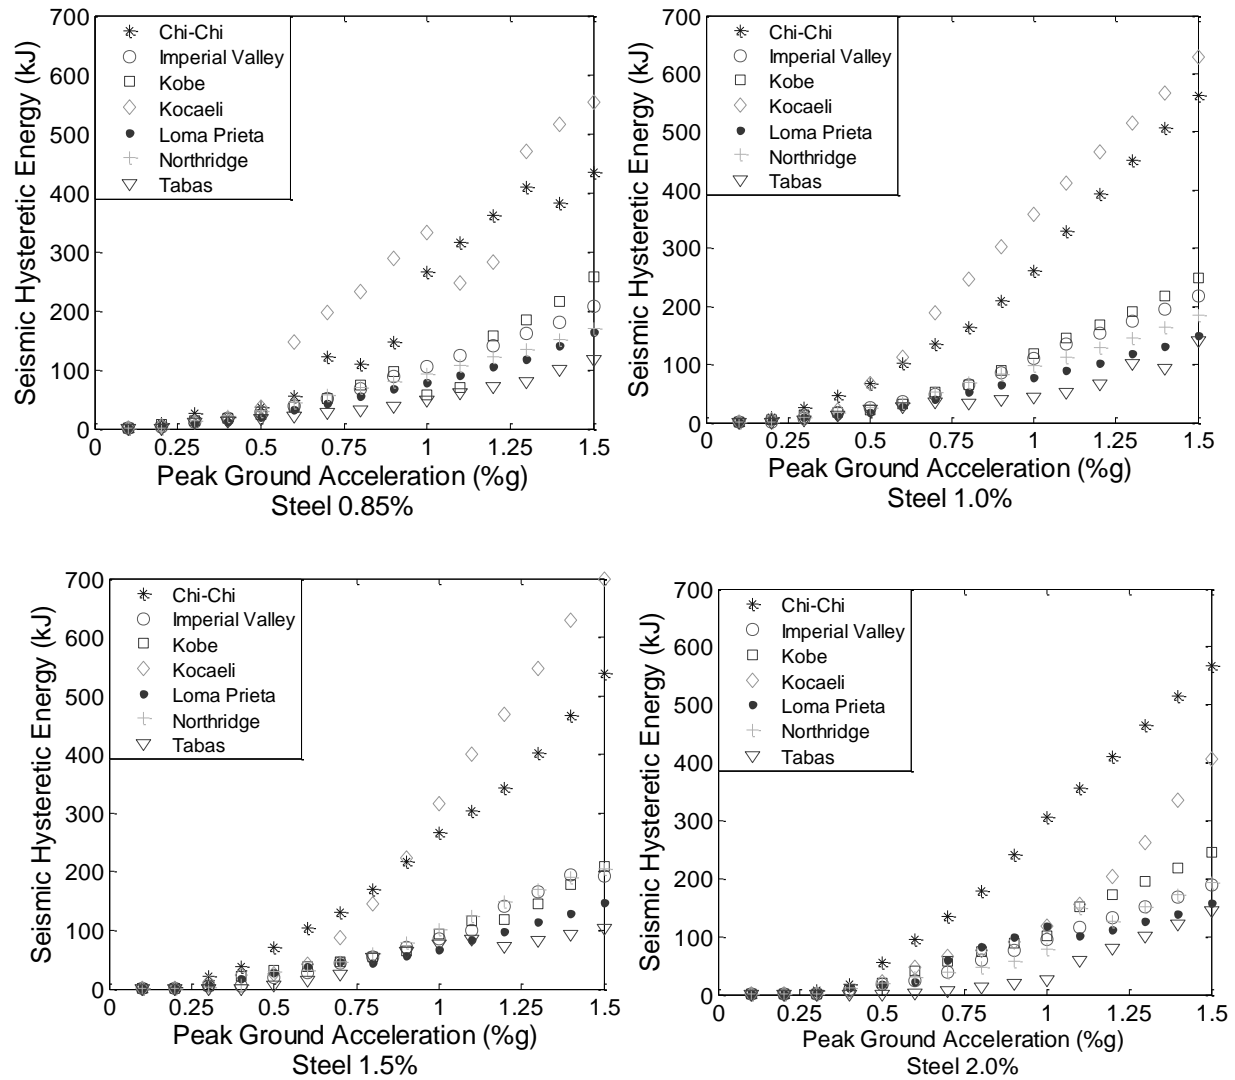 Seismic Hysteretic Energy (kJ)
700
600
500
400
300
200
100
0
Chi-Chi
Imperial Valley
Kobe
Kocaeli
Loma Prieta
Northridge
Tabas
0 0.25 0.5 0.75 1 1.25 1.5
Peak Ground Acceleration (%g)
Steel 0.85%
Seismic Hysteretic Energy (kJ)
700
600
500
400
300
200
100
0
Chi-Chi
Imperial Valley
Kobe
Kocaeli
Loma Prieta
Northridge
Tabas
0 0.25 0.5 0.75 1 1.25 1.5
Peak Ground Acceleration (%g)
Steel 1.0%
Seismic Hysteretic Energy (kJ)
700
600
500
400
300
200
100
0
Chi-Chi
Imperial Valley
Kobe
Kocaeli
Loma Prieta
Northridge
Tabas
0 0.25 0.5 0.75 1 1.25 1.5
Peak Ground Acceleration (%g)
Steel 1.5%
Seismic Hysteretic Energy (kJ)
700
600
500
400
300
200
100
0
Chi-Chi
Imperial Valley
Kobe
Kocaeli
Loma Prieta
Northridge
Tabas
0 0.25 0.5 0.75 1 1.25 1.5
Peak Ground Acceleration (%g)
Steel 2.0%